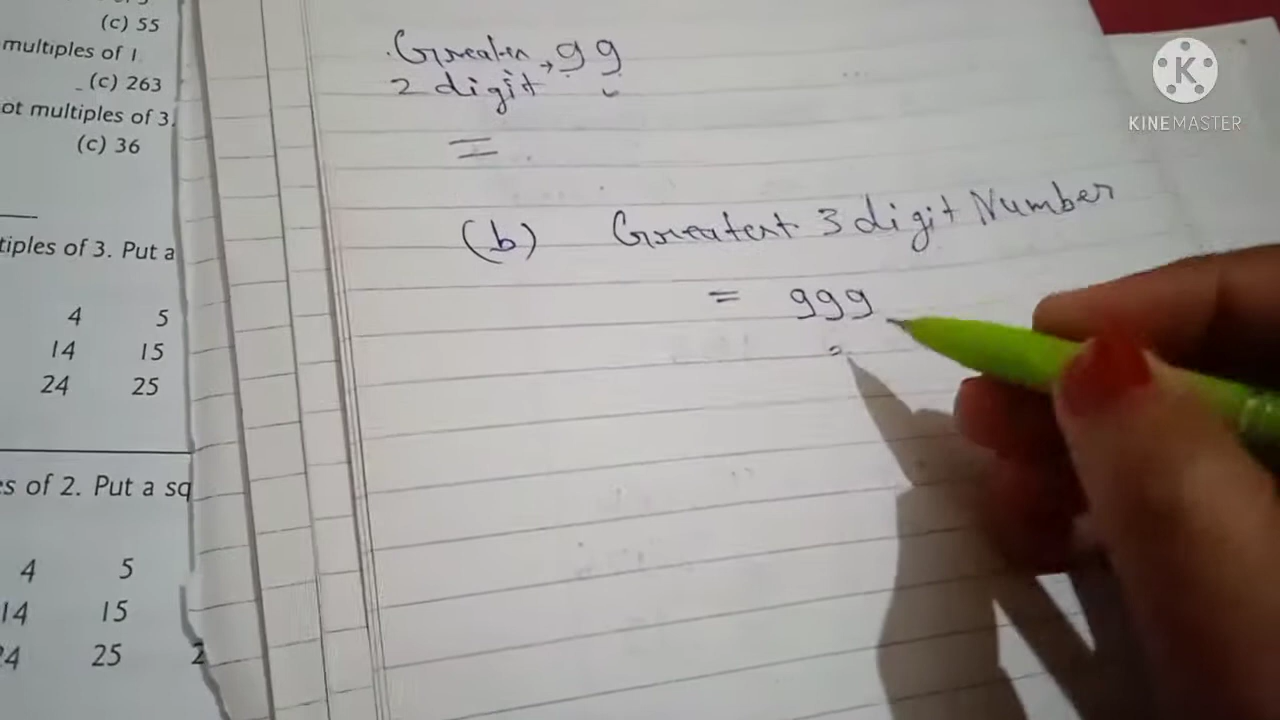 (c) 55
multiples of 1
(c) 263
ot multiples of 3.
(c) 36
tiples of 3. Put a
4 5
14 15
24 25
es of 2. Put a sq
4 5
14 15
24 25 2
2 digit → 99
=
(b) Greatest 3 digit Number
= 999
KINEMASTER